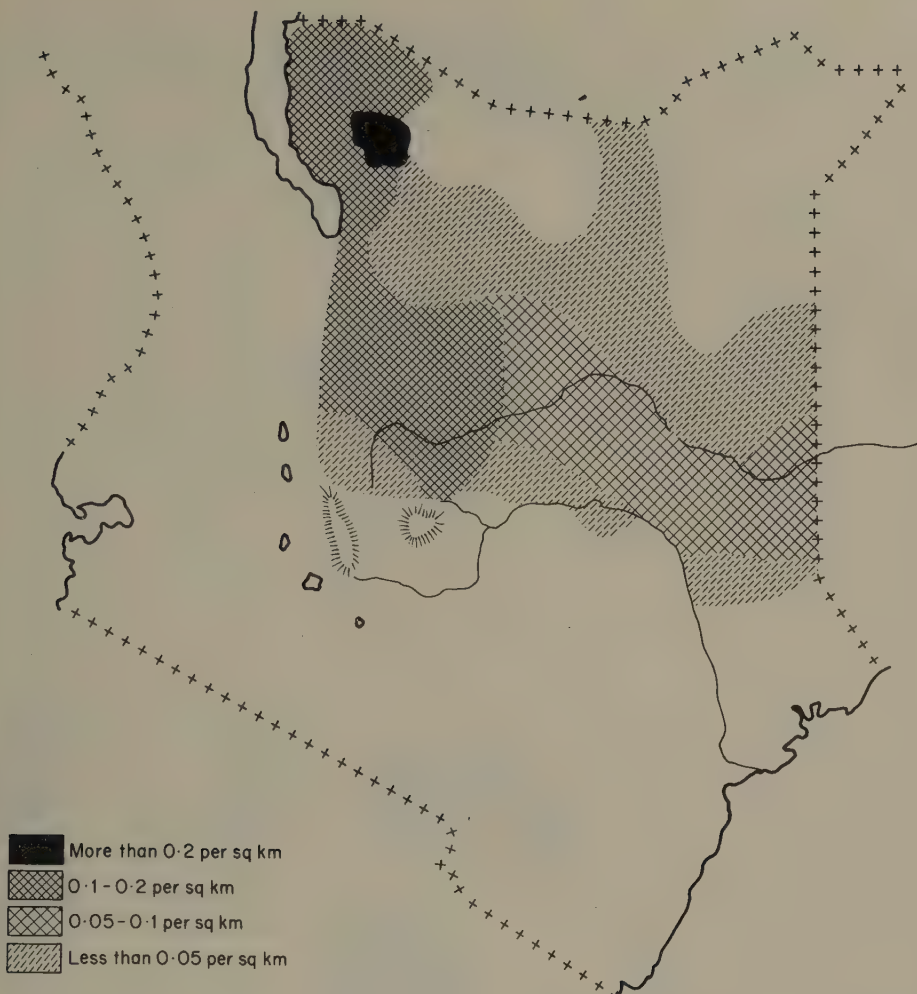 More than 0·2 per sq km
0·1-0·2 per sq km
0·05-0·1 per sq km
Less than 0·05 per sq km